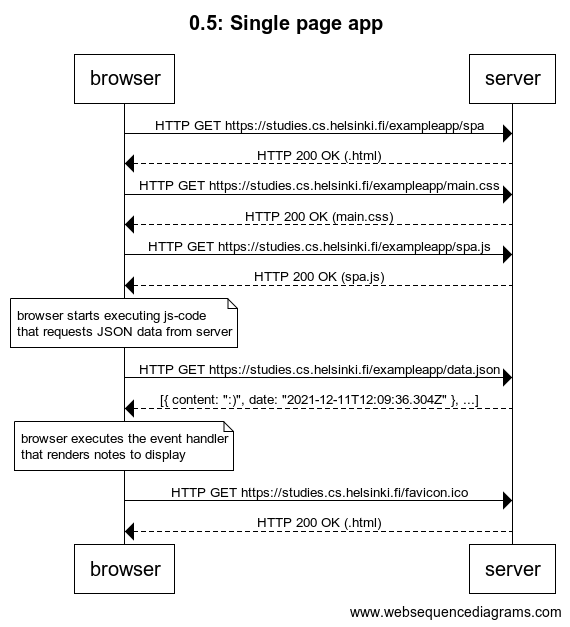 0.5: Single page app
browser
server
HTTP GET https://studies.cs.helsinki.fi/exampleapp/spa
HTTP 200 OK (.html)
HTTP GET https://studies.cs.helsinki.fi/exampleapp/main.css
HTTP 200 OK (main.css)
HTTP GET https://studies.cs.helsinki.fi/exampleapp/spa.js
HTTP 200 OK (spa.js)
browser starts executing js-code
that requests JSON data from server
HTTP GET https://studies.cs.helsinki.fi/exampleapp/data.json
[{ content: ":)", date: "2021-12-11T12:09:36.304Z" }, ...]
browser executes the event handler
that renders notes to display
HTTP GET https://studies.cs.helsinki.fi/favicon.ico
HTTP 200 OK (.html)
browser
server
www.websequencediagrams.com